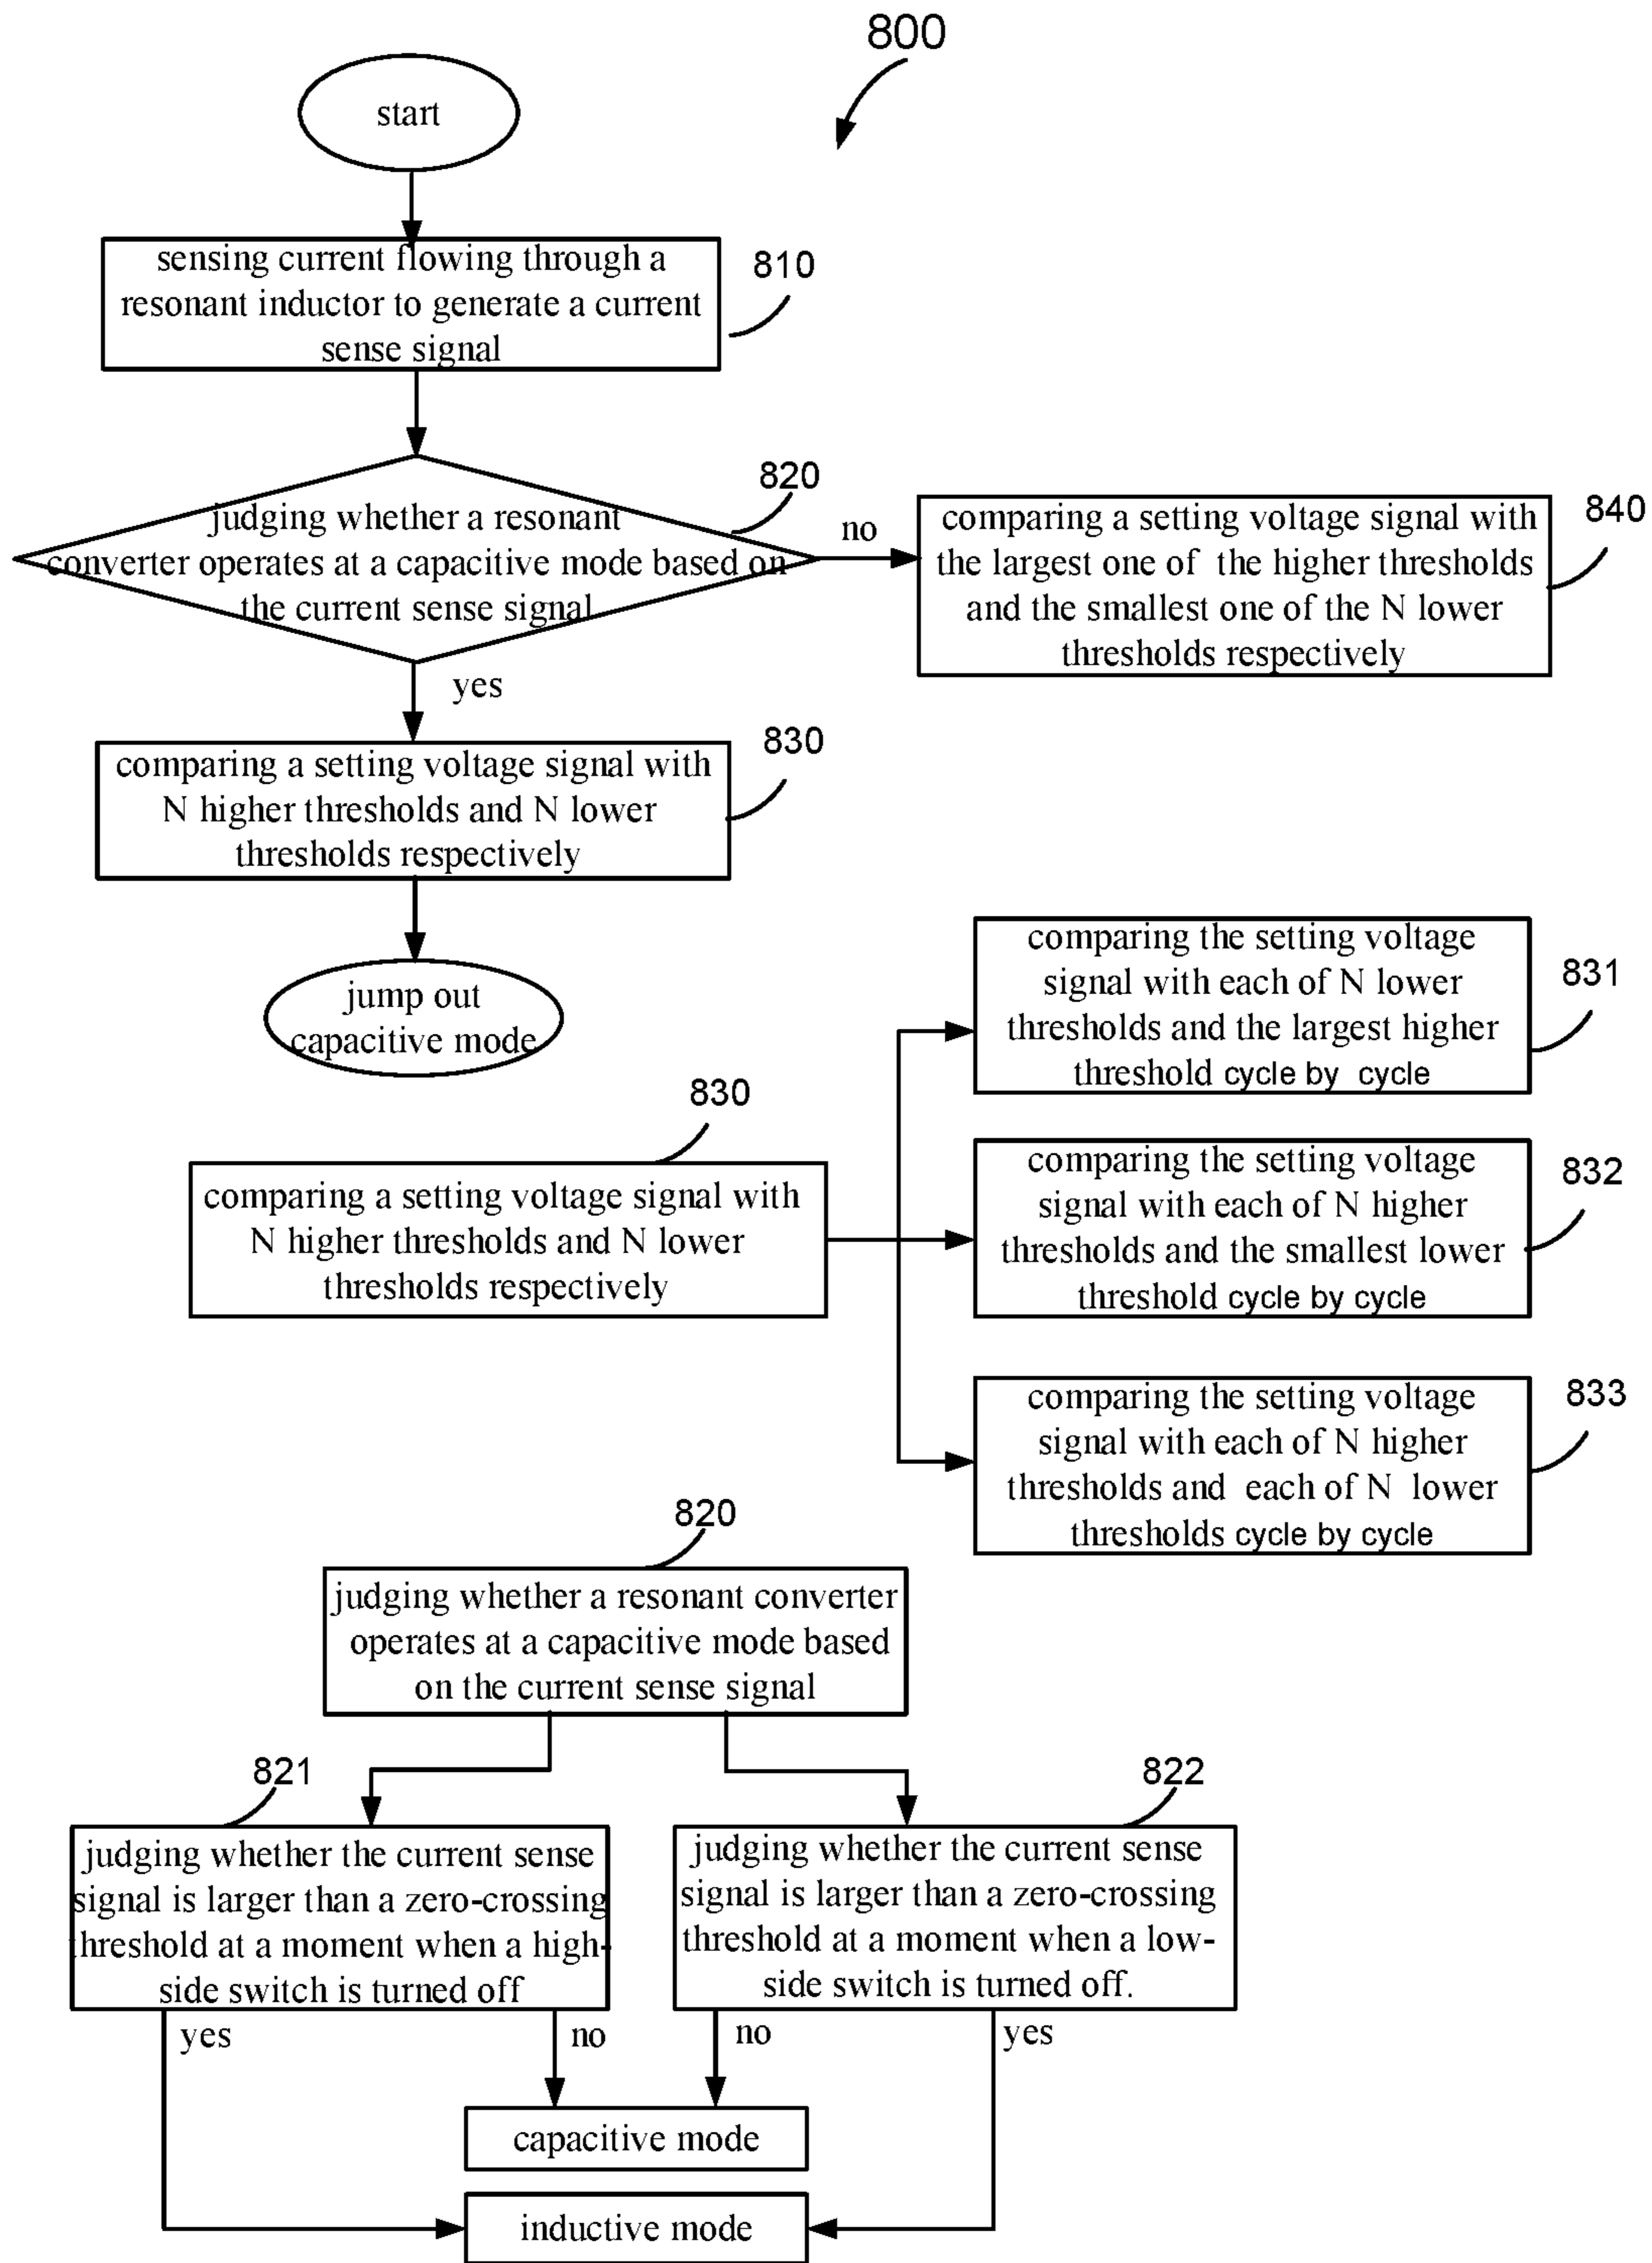 800
start
sensing current flowing through a
resonant inductor to generate a current
sense signal
810
judging whether a resonant
converter operates at a capacitive mode based on
the current sense signal
820
no
comparing a setting voltage signal with
the largest one of the higher thresholds
and the smallest one of the N lower
thresholds respectively
840
yes
comparing a setting voltage signal with
N higher thresholds and N lower
thresholds respectively
830
jump out
capacitive mode
comparing the setting voltage
signal with each of N lower
thresholds and the largest higher
threshold cycle by cycle
831
830
comparing a setting voltage signal with
N higher thresholds and N lower
thresholds respectively
comparing the setting voltage
signal with each of N higher
thresholds and the smallest lower
threshold cycle by cycle
832
comparing the setting voltage
signal with each of N higher
thresholds and each of N lower
thresholds cycle by cycle
833
820
judging whether a resonant converter
operates at a capacitive mode based
on the current sense signal
821
judging whether the current sense
signal is larger than a zero-crossing
threshold at a moment when a high-
side switch is turned off
822
judging whether the current sense
signal is larger than a zero-crossing
threshold at a moment when a low-
side switch is turned off.
yes
no
no
yes
capacitive mode
inductive mode